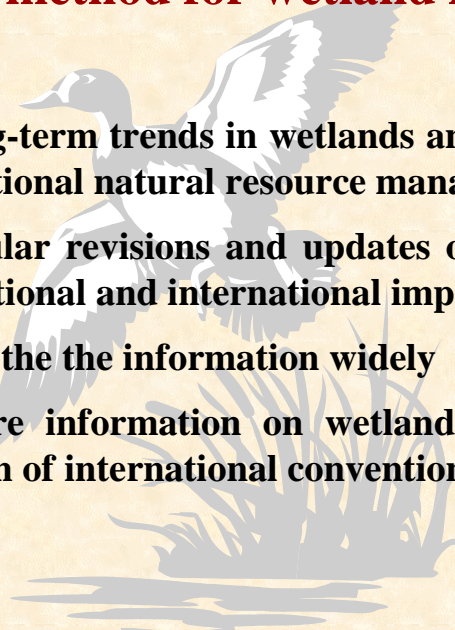 method for wetland
g-term trends in wetlands an
tional natural resource mana
ular revisions and updates o
tional and international imp
the the information widely
re information on wetland
n of international convention